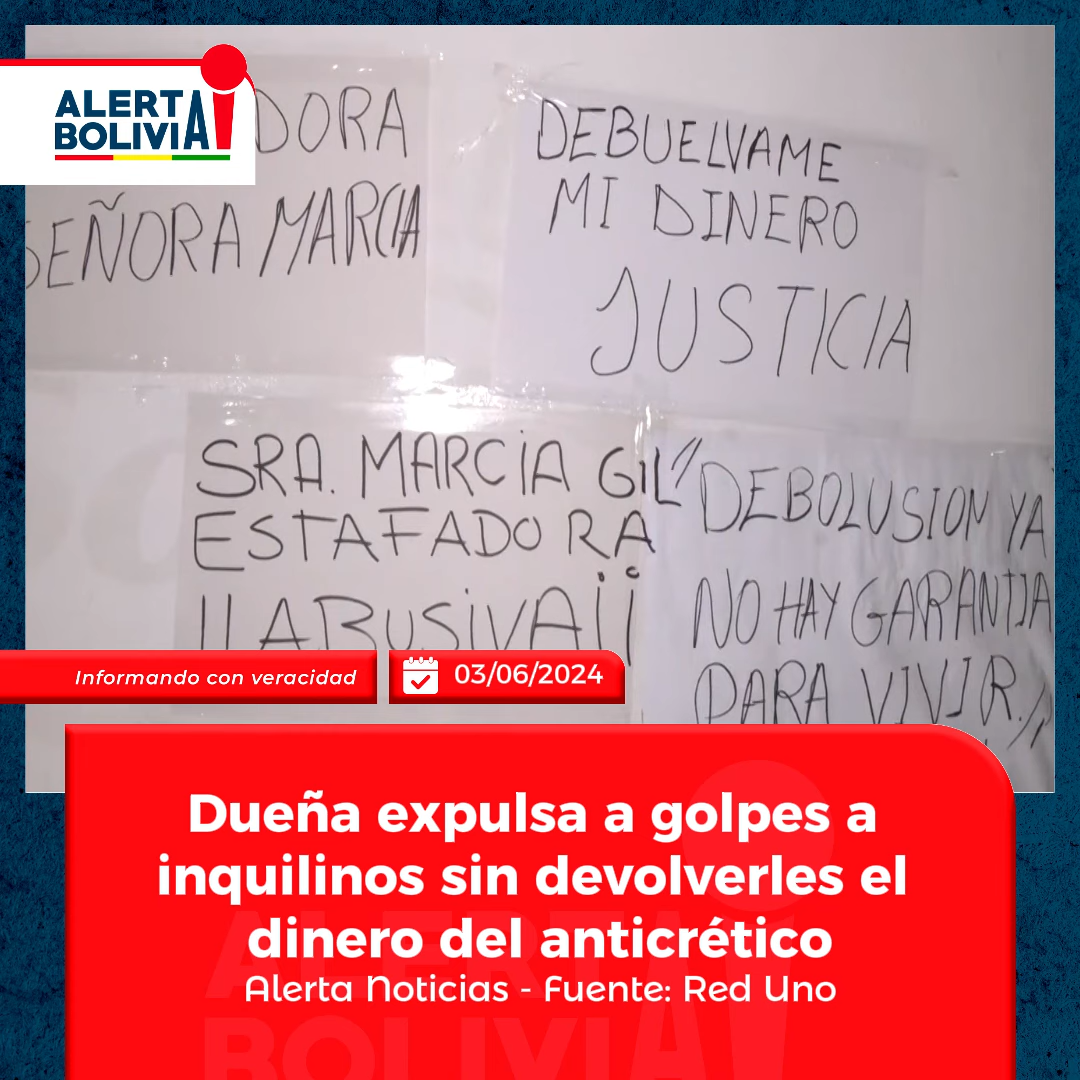 ALERTA
BOLIVIA
DORA
SEÑORA MARCIA
DEBUELVAME
MI DINERO
JUSTICIA
SRA. MARCIA GIL
ESTAFADORA
¡¡ABUSIVA¡¡
"DEBOLUSION YA
NO HAY GARANTIA
PARA VIVIR.
Informando con veracidad
03/06/2024
Dueña expulsa a golpes a
inquilinos sin devolverles el
dinero del anticrético
Alerta Noticias - Fuente: Red Uno
ALERTA
BOLIVIA